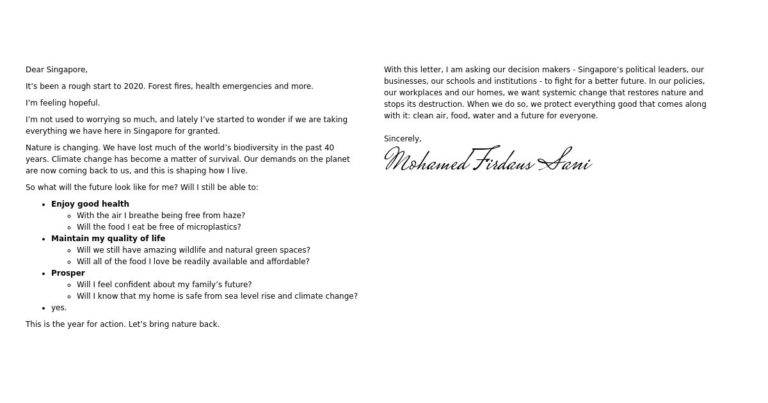 Dear Singapore,
It's been a rough start to 2020. Forest fires, health emergencies and more.
I'm feeling hopeful.
I'm not used to worrying so much, and lately I've started to wonder if we are taking
everything we have here in Singapore for granted.
Nature is changing. We have lost much of the world's biodiversity in the past 40
years. Climate change has become a matter of survival. Our demands on the planet
are now coming back to us, and this is shaping how I live.
So what will the future look like for me? Will I still be able to:
• Enjoy good health
◦ With the air I breathe being free from haze?
◦ Will the food I eat be free of microplastics?
• Maintain my quality of life
◦ Will we still have amazing wildlife and natural green spaces?
◦ Will all of the food I love be readily available and affordable?
• Prosper
◦ Will I feel confident about my family's future?
◦ Will I know that my home is safe from sea level rise and climate change?
• yes.
This is the year for action. Let's bring nature back.
With this letter, I am asking our decision makers - Singapore's political leaders, our
businesses, our schools and institutions - to fight for a better future. In our policies,
our workplaces and our homes, we want systemic change that restores nature and
stops its destruction. When we do so, we protect everything good that comes along
with it: clean air, food, water and a future for everyone.
Sincerely,
Mohamed Firdaus Sani